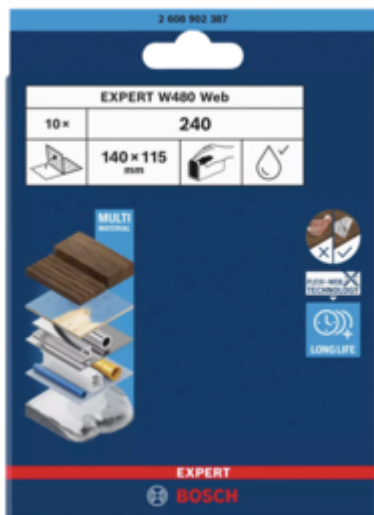 2 608 902 387
EXPERT W480 Web
10× 240
140 × 115
mm
MULTI
MATERIAL
FLEXI-WEB
TECHNOLOGY
LONG LIFE
EXPERT
BOSCH